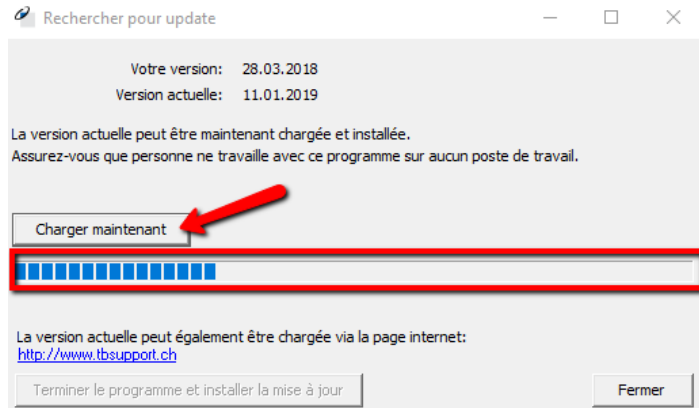 Rechercher pour update
Votre version: 28.03.2018
Version actuelle: 11.01.2019
La version actuelle peut être maintenant chargée et installée.
Assurez-vous que personne ne travaille avec ce programme sur aucun poste de travail.
Charger maintenant
La version actuelle peut également être chargée via la page internet:
http://www.tbsupport.ch
Terminer le programme et installer la mise à jour Fermer